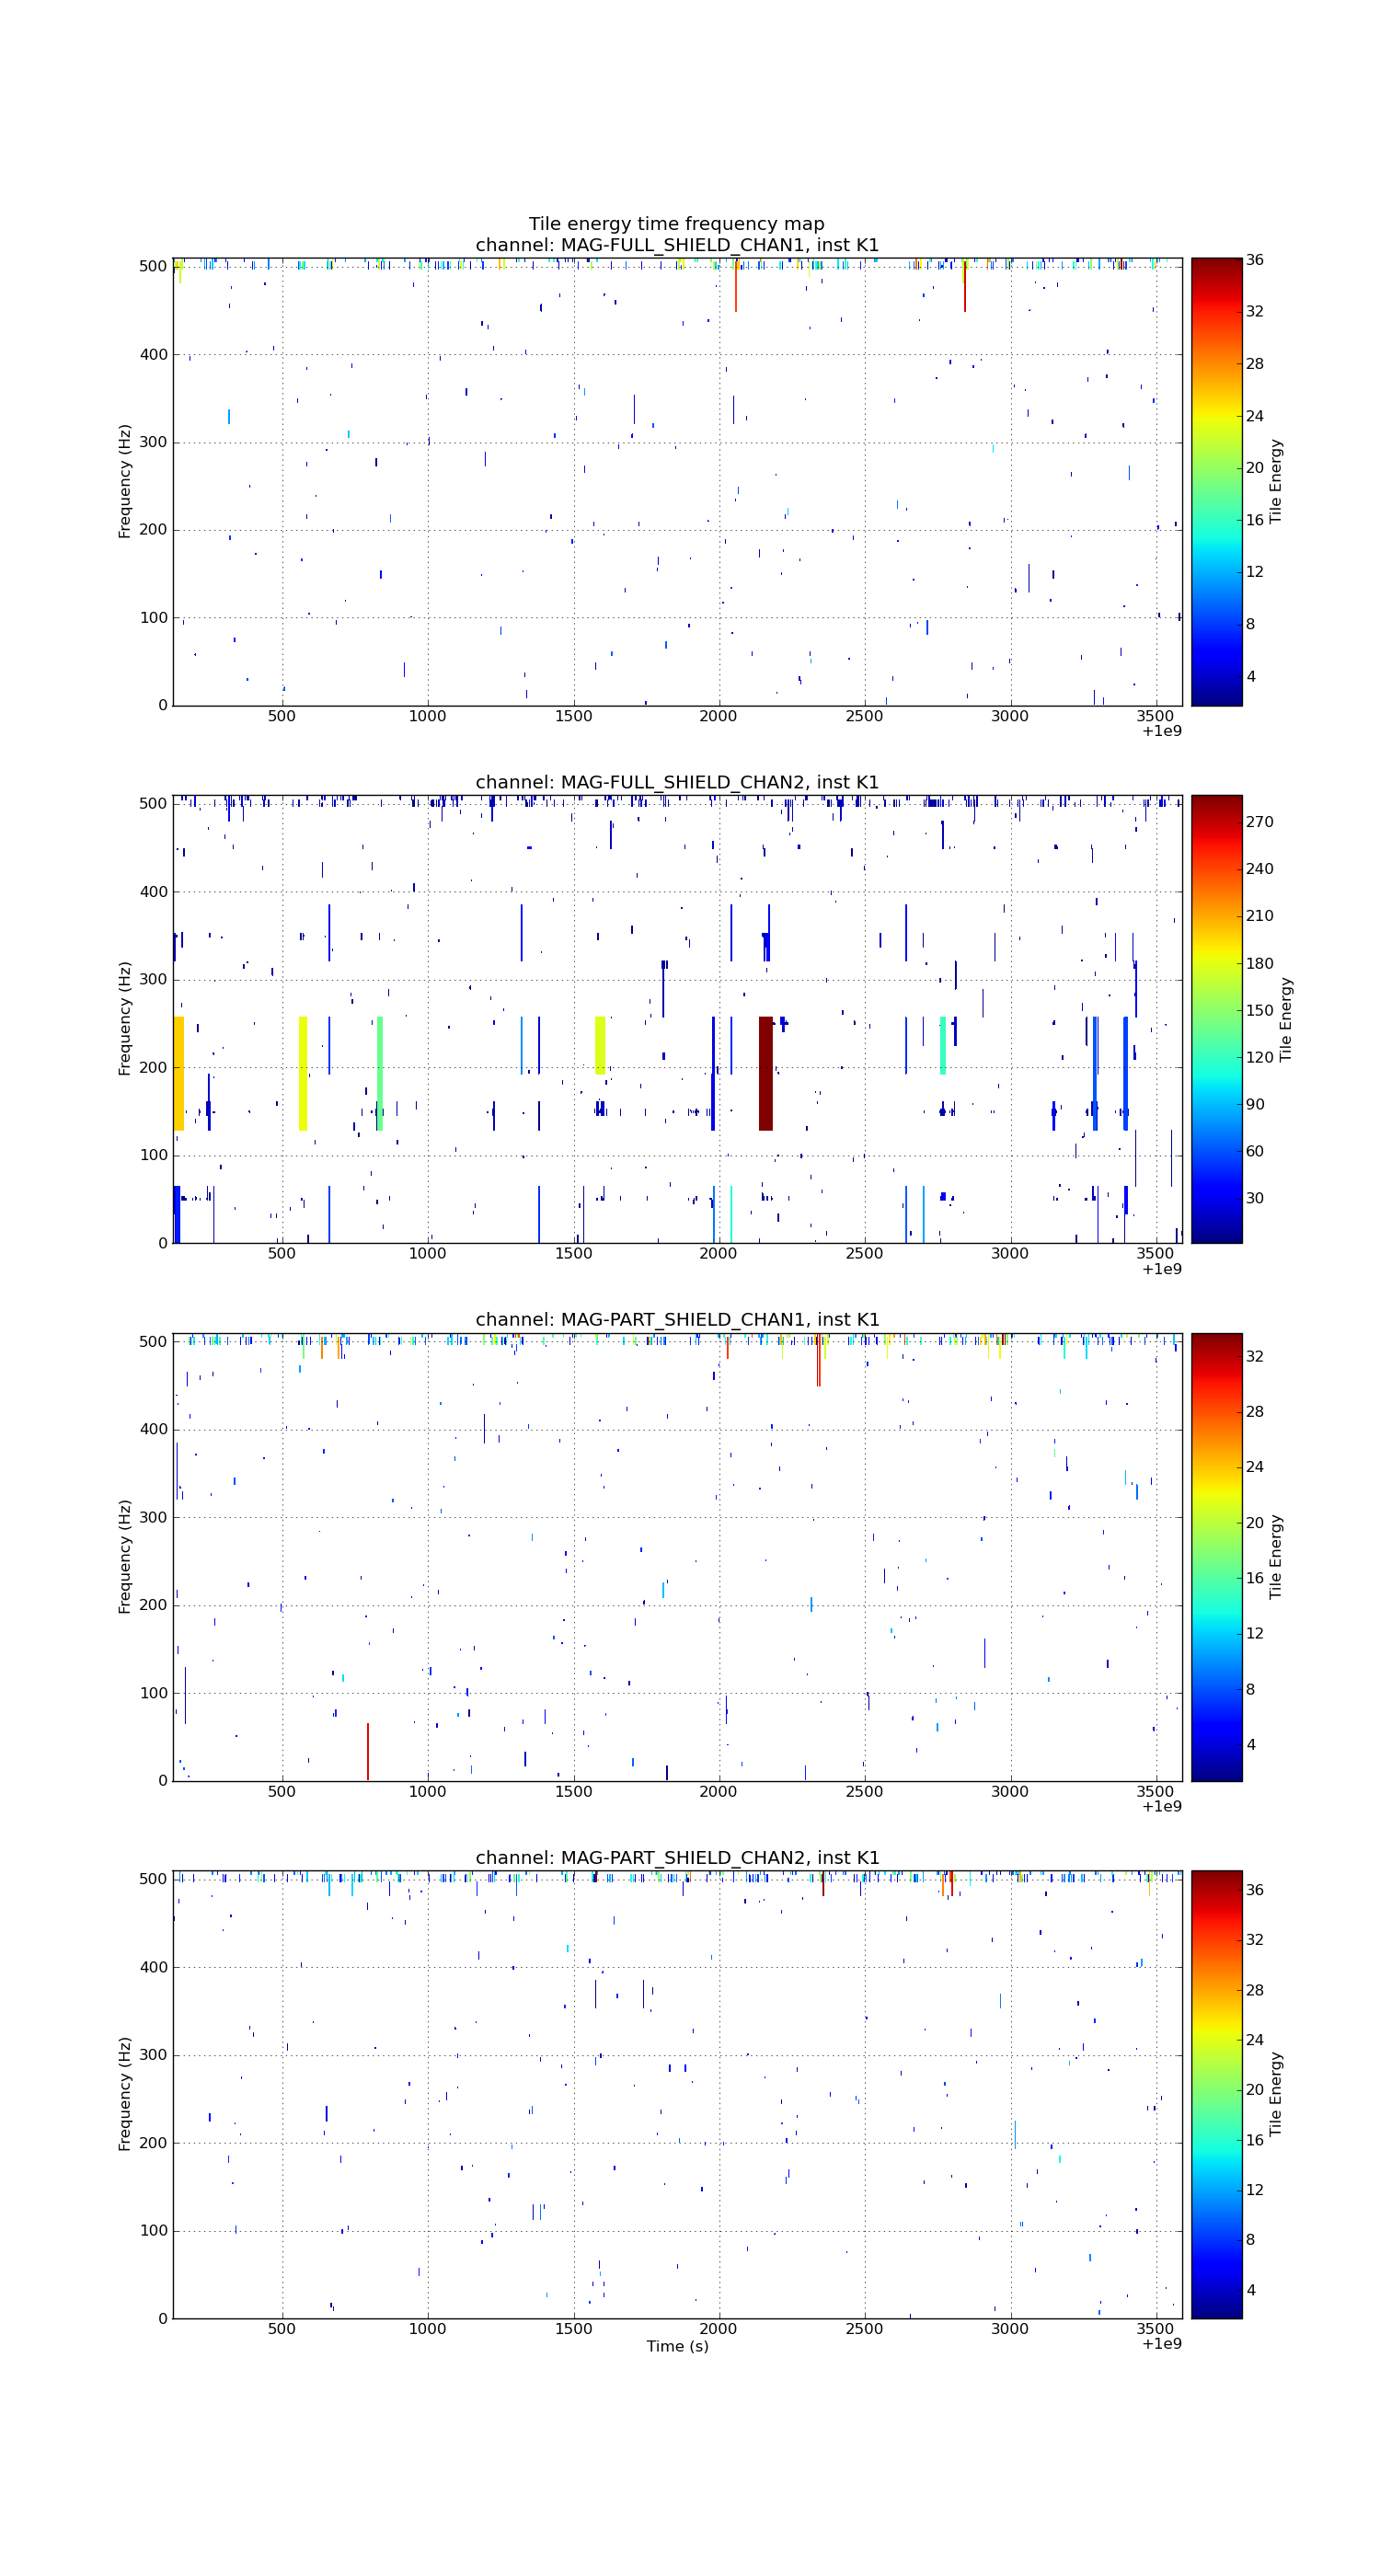 Tile energy time frequency map
channel: MAG-FULL_SHIELD_CHAN1, inst K1
Frequency (Hz)
500
400
300
200
100
0
500 1000 1500 2000 2500 3000 3500
+1e9
36
32
28
24
20
16
12
8
4
Tile Energy
channel: MAG-FULL_SHIELD_CHAN2, inst K1
Frequency (Hz)
500
400
300
200
100
0
500 1000 1500 2000 2500 3000 3500
+1e9
270
240
210
180
150
120
90
60
30
Tile Energy
channel: MAG-PART_SHIELD_CHAN1, inst K1
Frequency (Hz)
500
400
300
200
100
0
500 1000 1500 2000 2500 3000 3500
+1e9
32
28
24
20
16
12
8
4
Tile Energy
channel: MAG-PART_SHIELD_CHAN2, inst K1
Frequency (Hz)
500
400
300
200
100
0
500 1000 1500 2000 2500 3000 3500
Time (s)
+1e9
36
32
28
24
20
16
12
8
4
Tile Energy